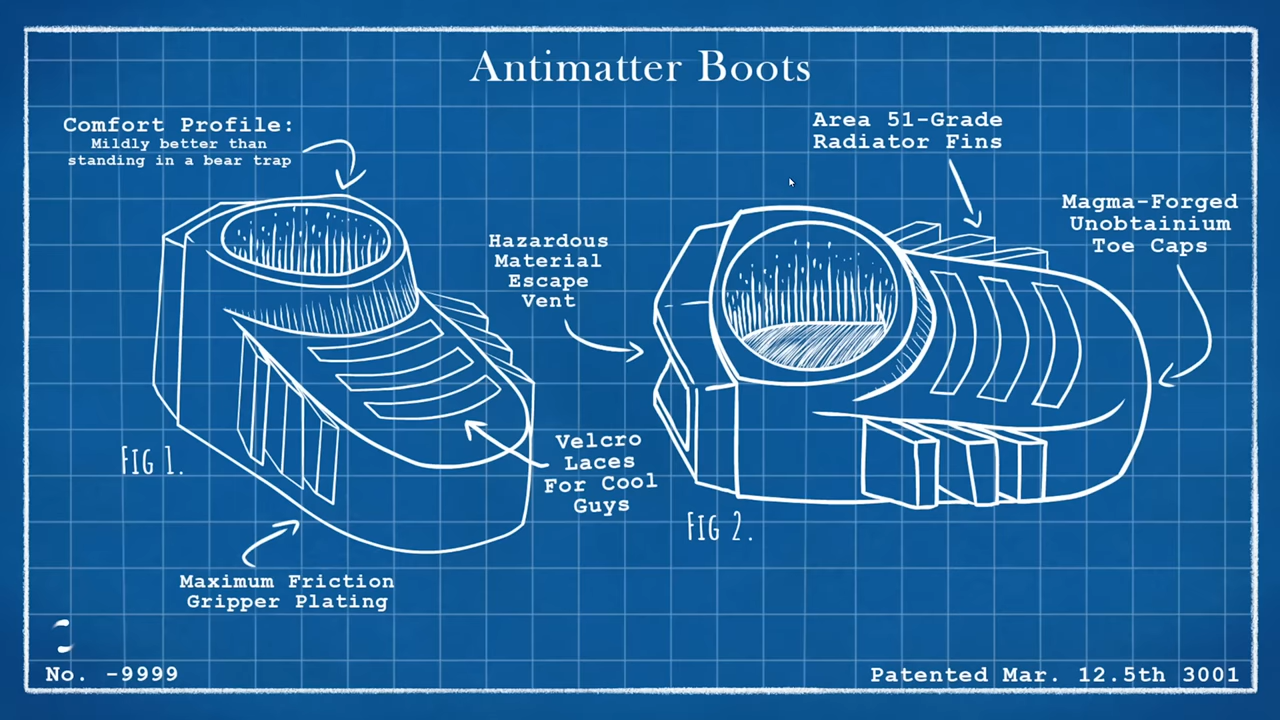 Antimatter Boots
Comfort Profile:
Mildly better than
standing in a bear trap
Area 51-Grade
Radiator Fins
Magma-Forged
Unobtainium
Toe Caps
Hazardous
Material
Escape
Vent
Velcro
Laces
For Cool
Guys
Fig 1.
Fig 2.
Maximum Friction
Gripper Plating
No. -9999
Patented Mar. 12.5th 3001